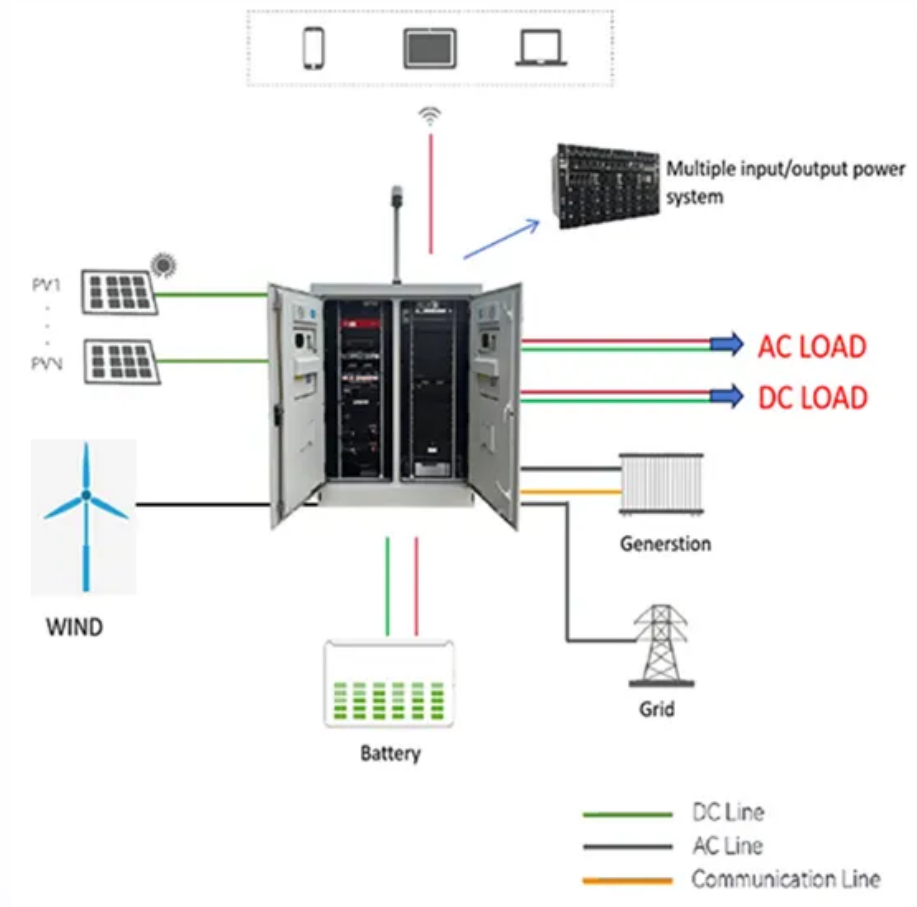 Multiple input/output power
system
PV1
PVN
AC LOAD
DC LOAD
WIND
Generstion
Grid
Battery
DC Line
AC Line
Communication Line